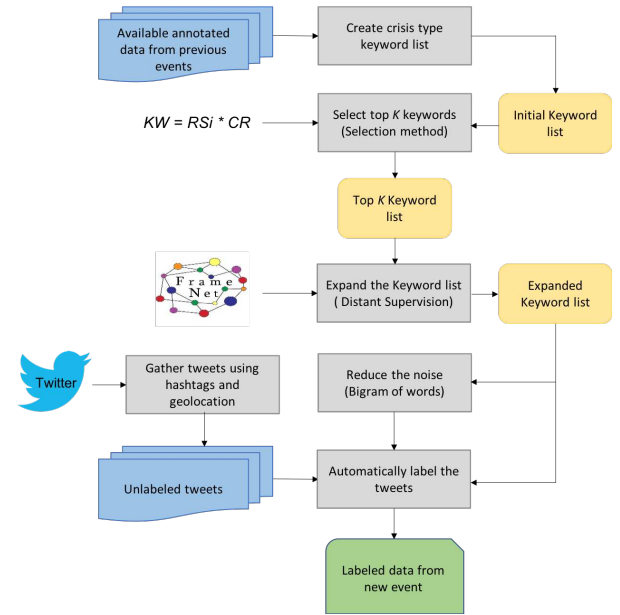 Available annotated
data from previous
events
Create crisis type
keyword list
KW = RSi * CR
Select top K keywords
(Selection method)
Initial Keyword
list
Top K Keyword
list
Frame
Net
Expand the Keyword list
( Distant Supervision)
Expanded
Keyword list
Twitter
Gather tweets using
hashtags and
geolocation
Reduce the noise
(Bigram of words)
Unlabeled tweets
Automatically label the
tweets
Labeled data from
new event